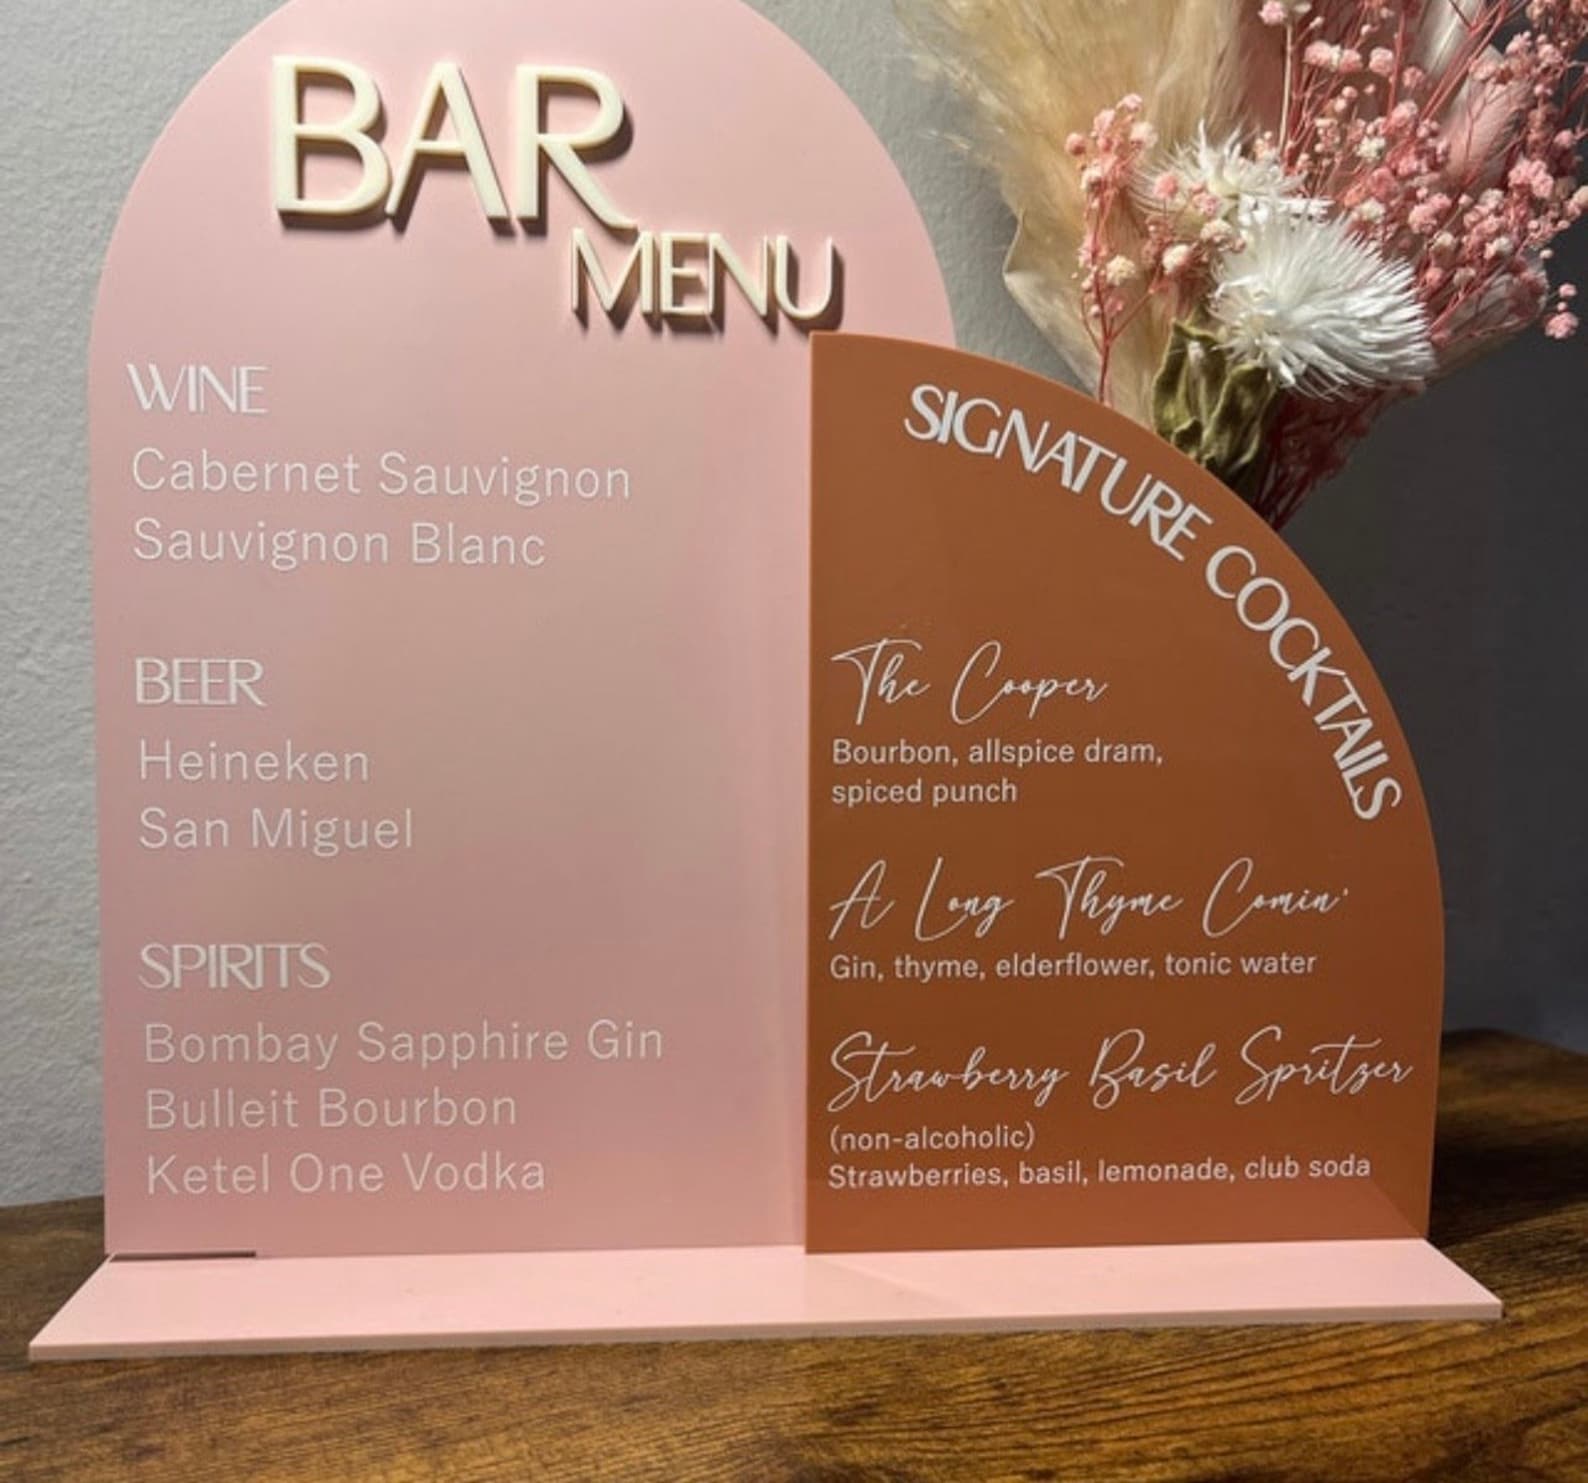 BAR
MENU
WINE
Cabernet Sauvignon
Sauvignon Blanc
BEER
Heineken
San Miguel
SPIRITS
Bombay Sapphire Gin
Bulleit Bourbon
Ketel One Vodka
SIGNATURE COCKTAILS
The Cooper
Bourbon, allspice dram,
spiced punch
A Long Thyme Comin'
Gin, thyme, elderflower, tonic water
Strawberry Basil Spritzer
(non-alcoholic)
Strawberries, basil, lemonade, club soda